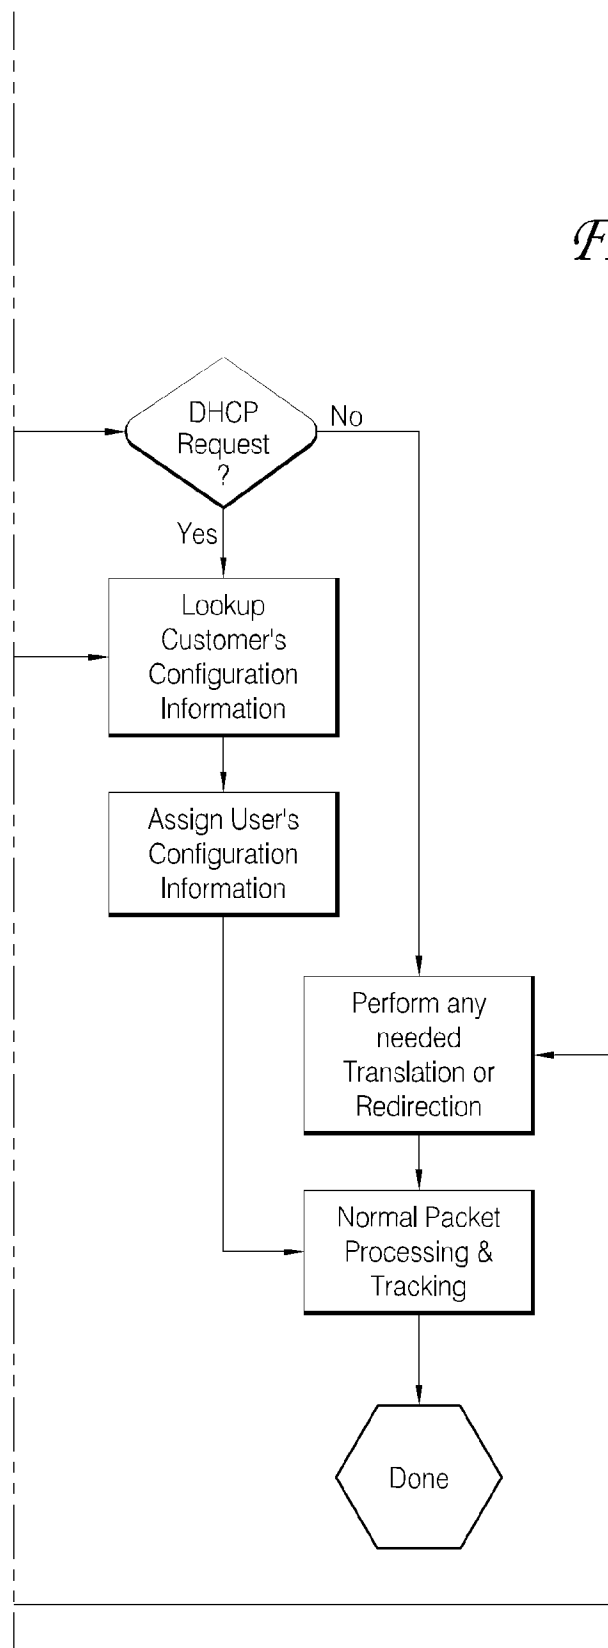 DHCP
Request
?
No
Yes
Lookup
Customer's
Configuration
Information
Assign User's
Configuration
Information
Perform any
needed
Translation or
Redirection
Normal Packet
Processing &
Tracking
Done